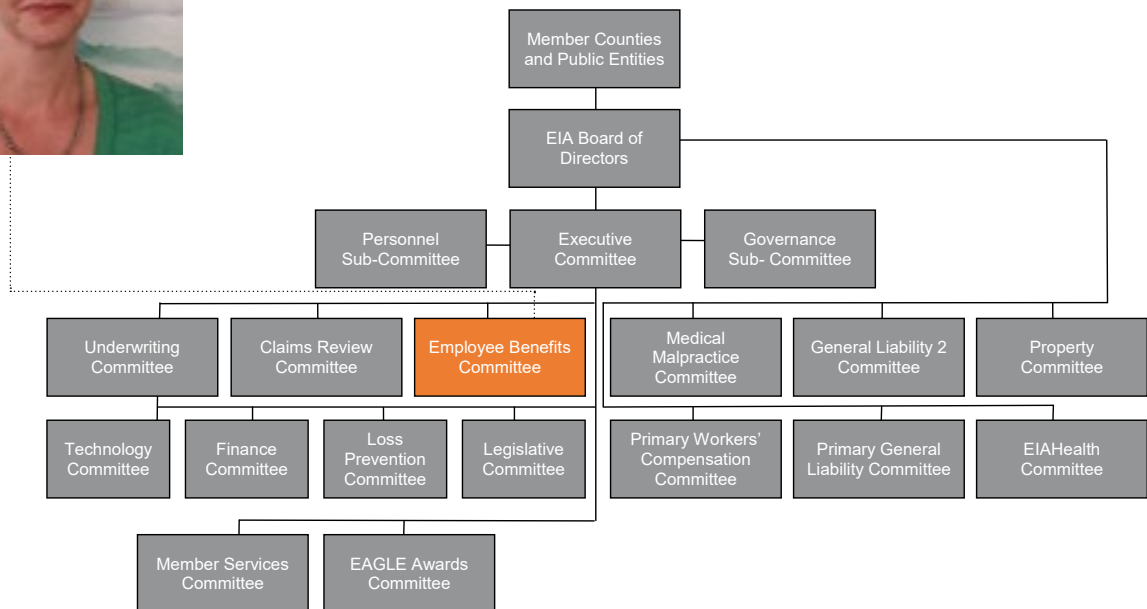 Member Counties
and Public Entities
EIA Board of
Directors
Personnel
Sub-Committee
Executive
Committee
Governance
Sub- Committee
Underwriting
Committee
Claims Review
Committee
Employee Benefits
Committee
Medical
Malpractice
Committee
General Liability 2
Committee
Property
Committee
Technology
Committee
Finance
Committee
Loss
Prevention
Committee
Legislative
Committee
Primary Workers’
Compensation
Committee
Primary General
Liability Committee
EIAHealth
Committee
Member Services
Committee
EAGLE Awards
Committee